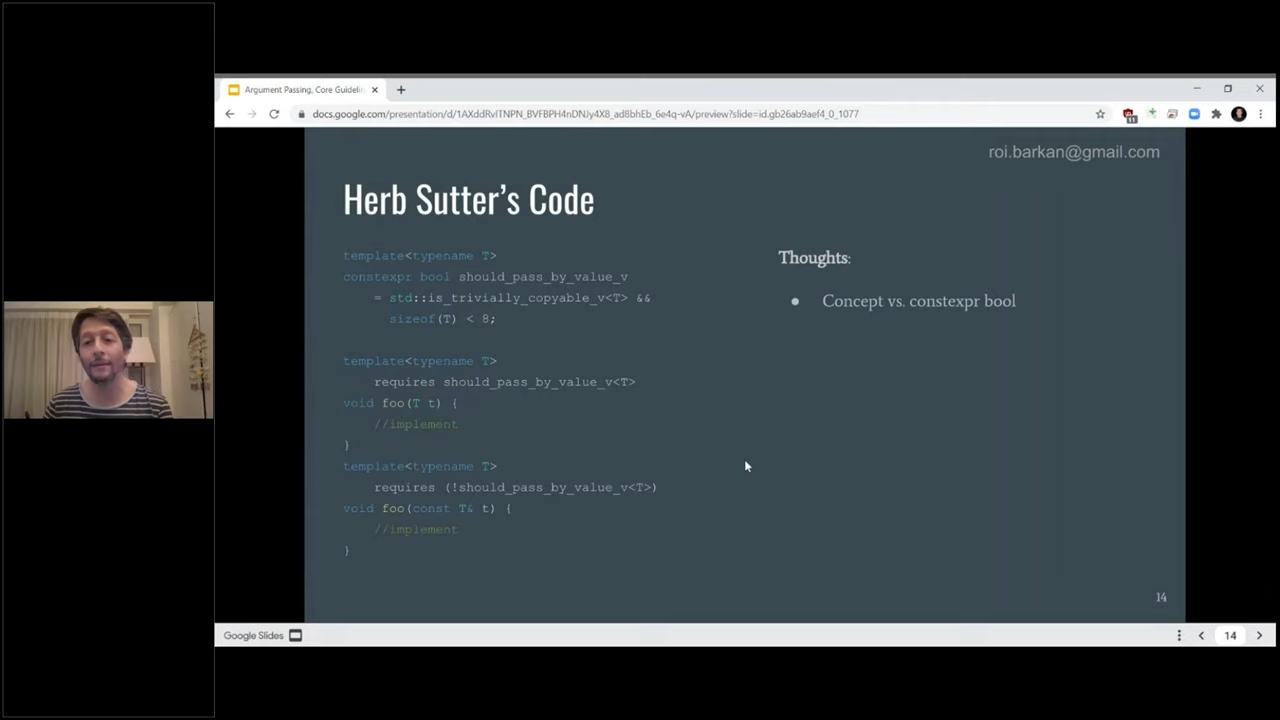 Argument Passing, Core Guidelin
docs.google.com/presentation/d/1AXddRvITNPN_BVFBPH4nDNJy4X8_ad8bhEb_6e4q-vA/preview?slide=id.gb26ab9aef4_0_1077
11
roi.barkan@gmail.com
Herb Sutter's Code
template<typename T>
constexpr bool should_pass_by_value_v
= std::is_trivially_copyable_v<T> &&
sizeof(T) < 8;
template<typename T>
requires should_pass_by_value_v<T>
void foo(T t) {
//implement
}
template<typename T>
requires (!should_pass_by_value_v<T>)
void foo(const T& t) {
//implement
}
Thoughts:
● Concept vs. constexpr bool
14
Google Slides
14